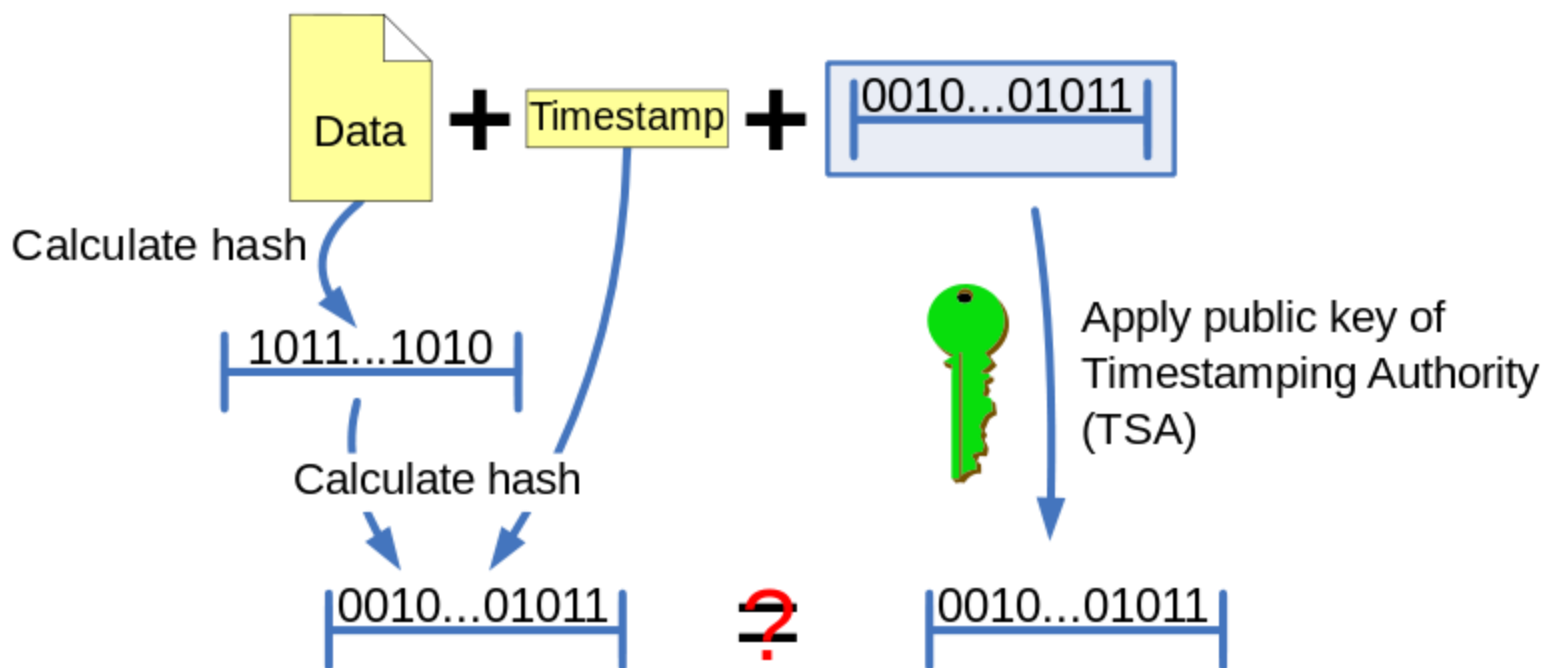 Data
+
Timestamp
+
0010...01011
Calculate hash
1011...1010
Apply public key of
Timestamping Authority
(TSA)
Calculate hash
0010...01011
=
?
0010...01011